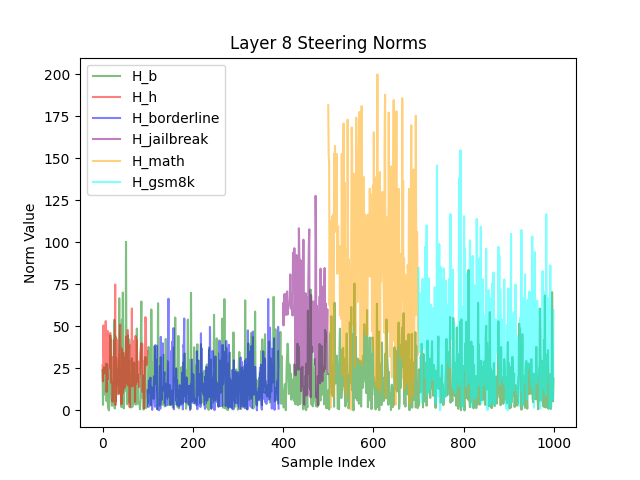 Layer 8 Steering Norms
H_b
H_h
H_borderline
H_jailbreak
H_math
H_gsm8k
Norm Value
200
175
150
125
100
75
50
25
0
0
200
400
600
800
1000
Sample Index